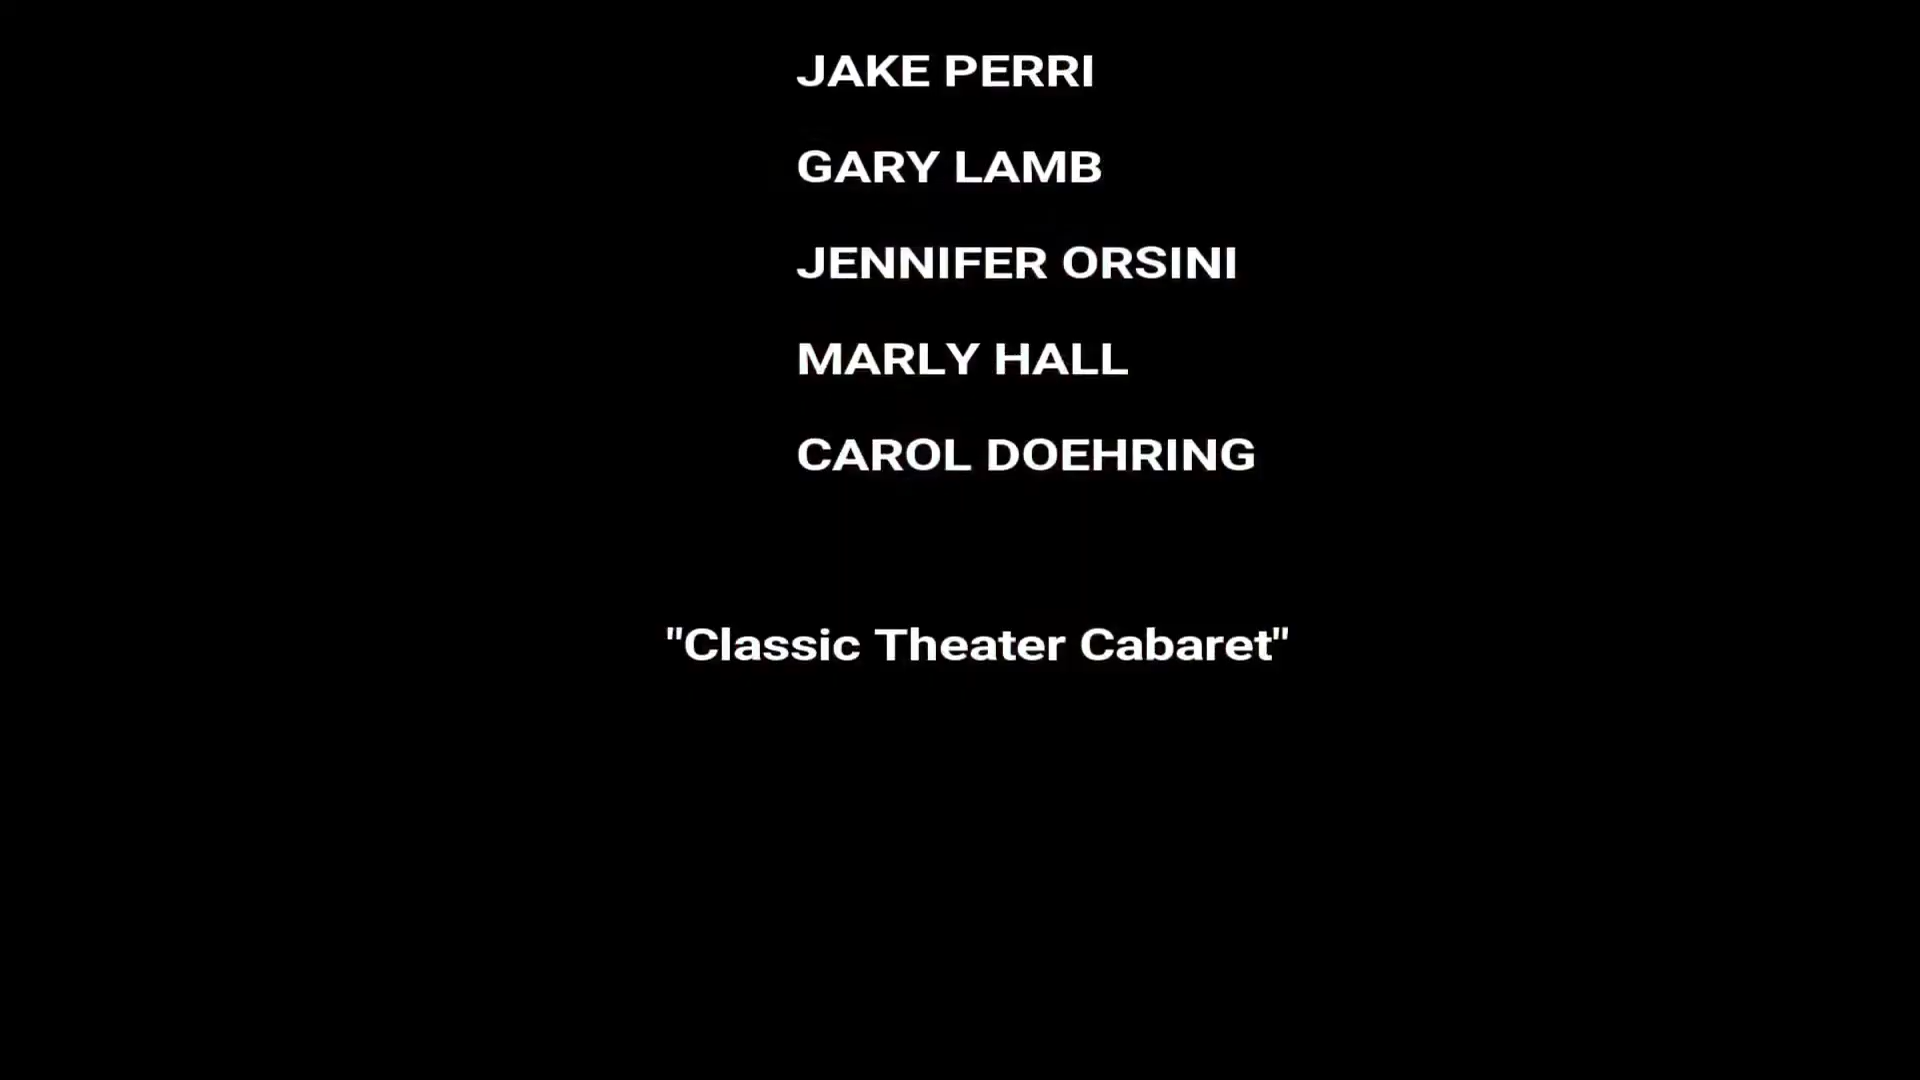 JAKE PERRI
GARY LAMB
JENNIFER ORSINI
MARLY HALL
CAROL DOEHRING
"Classic Theater Cabaret"